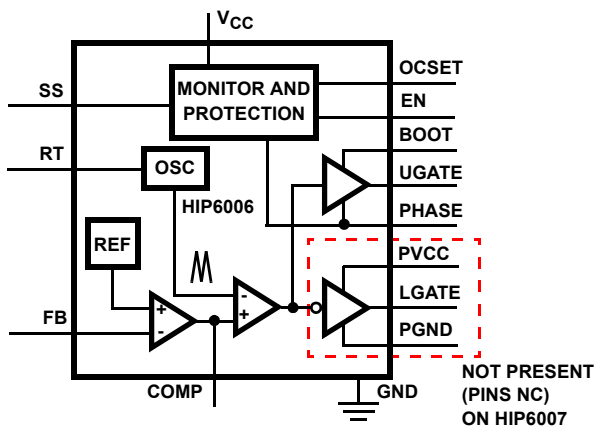 VCC
OCSET
SS
MONITOR AND
PROTECTION
EN
BOOT
RT
OSC
UGATE
HIP6006
PHASE
REF
PVCC
-
+
+
-
LGATE
FB
PGND
COMP
GND
NOT PRESENT
(PINS NC)
ON HIP6007